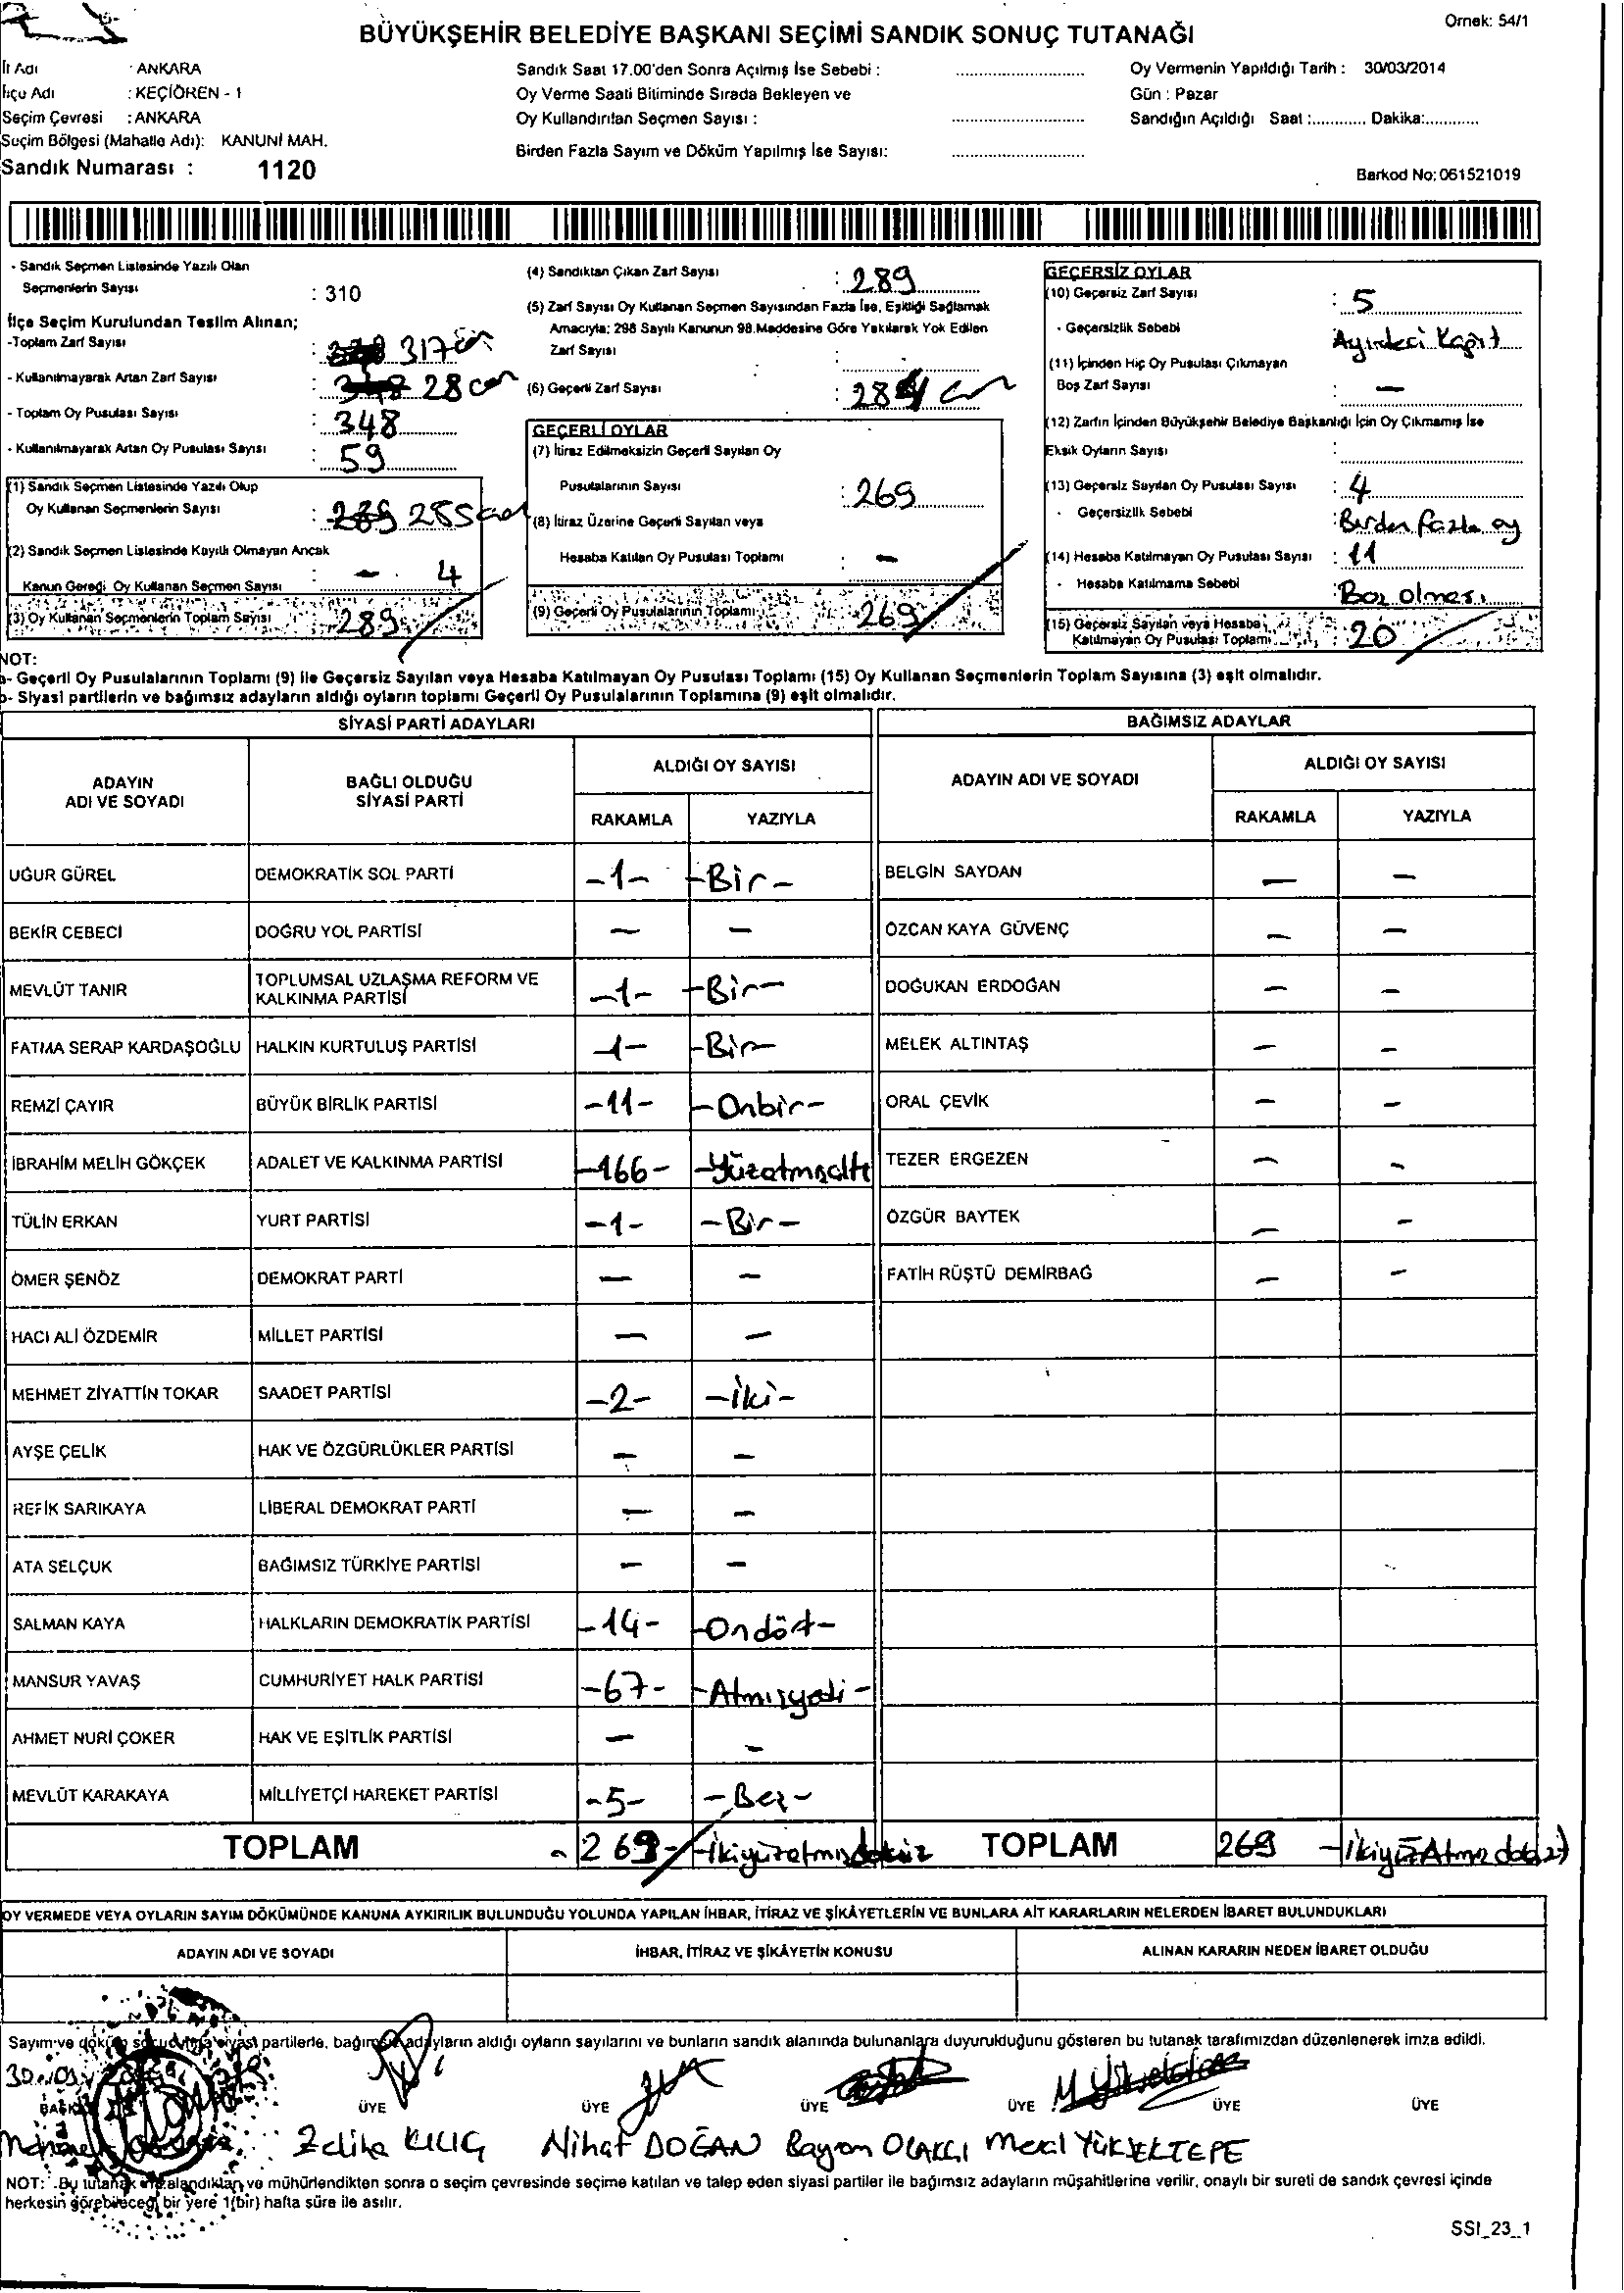 BÜYÜKŞEHİR BELEDİYE BAŞKANI SEÇİMİ SANDIK SONUÇ TUTANAĞI
Örnek: 54/1
İl Adı : ANKARA
İlçe Adı : KEÇİÖREN - 1
Seçim Çevresi : ANKARA
Seçim Bölgesi (Mahalle Adı): KANUNİ MAH.
Sandık Numarası : 1120
Sandık Saat 17.00'den Sonra Açılmış İse Sebebi :
Oy Verme Saati Bitiminde Sırada Bekleyen ve
Oy Kullandırılan Seçmen Sayısı :
Birden Fazla Sayım ve Döküm Yapılmış İse Sayısı:
Oy Vermenin Yapıldığı Tarih : 30/03/2014
Gün : Pazar
Sandığın Açıldığı Saat :............ Dakika:...........
Barkod No: 061521019
- Sandık Seçmen Listesinde Yazılı Olan
Seçmenlerin Sayısı : 310
İlçe Seçim Kurulundan Teslim Alınan;
-Toplam Zarf Sayısı : 317
- Kullanılmayarak Artan Zarf Sayısı : 348 28
- Toplam Oy Pusulası Sayısı : 348
- Kullanılmayarak Artan Oy Pusulası Sayısı : 59
(1) Sandık Seçmen Listesinde Yazılı Olup
Oy Kullanan Seçmenlerin Sayısı : 289 285
(2) Sandık Seçmen Listesinde Kayıtlı Olmayan Ancak
Kanun Gereği Oy Kullanan Seçmen Sayısı : - 4
(3) Oy Kullanan Seçmenlerin Toplam Sayısı : 289
(4) Sandıktan Çıkan Zarf Sayısı : 289
(5) Zarf Sayısı Oy Kullanan Seçmen Sayısından Fazla İse, Eşitliği Sağlamak
Amacıyla; 298 Sayılı Kanunun 98.Maddesine Göre Yakılarak Yok Edilen
Zarf Sayısı :
(6) Geçerli Zarf Sayısı : 284
GEÇERLİ OYLAR
(7) İtiraz Edilmeksizin Geçerli Sayılan Oy
Pusulalarının Sayısı : 269
(8) İtiraz Üzerine Geçerli Sayılan veya
Hesaba Katılan Oy Pusulası Toplamı : -
(9) Geçerli Oy Pusulalarının Toplamı : 269
GEÇERSİZ OYLAR
(10) Geçersiz Zarf Sayısı : 5
- Geçersizlik Sebebi
(11) İçinden Hiç Oy Pusulası Çıkmayan
Boş Zarf Sayısı : -
(12) Zarfın İçinden Büyükşehir Belediye Başkanlığı İçin Oy Çıkmamış İse
Eksik Oyların Sayısı :
(13) Geçersiz Sayılan Oy Pusulası Sayısı : 4
- Geçersizlik Sebebi : Birden fazla oy
(14) Hesaba Katılmayan Oy Pusulası Sayısı : 11
- Hesaba Katılmama Sebebi : Boş olması
(15) Geçersiz Sayılan veya Hesaba
Katılmayan Oy Pusulası Toplamı : 20
NOT:
a- Geçerli Oy Pusulalarının Toplamı (9) ile Geçersiz Sayılan veya Hesaba Katılmayan Oy Pusulası Toplamı (15) Oy Kullanan Seçmenlerin Toplam Sayısına (3) eşit olmalıdır.
b- Siyasi partilerin ve bağımsız adayların aldığı oyların toplamı Geçerli Oy Pusulalarının Toplamına (9) eşit olmalıdır.
SİYASİ PARTİ ADAYLARI
ADAYIN ADI VE SOYADI BAĞLI OLDUĞU SİYASİ PARTİ ALDIĞI OY SAYISI
RAKAMLA YAZIYLA
UĞUR GÜREL DEMOKRATİK SOL PARTİ -1- -Bir-
BEKİR CEBECİ DOĞRU YOL PARTİSİ - -
MEVLÜT TANIR TOPLUMSAL UZLAŞMA REFORM VE KALKINMA PARTİSİ -1- -Bir-
FATMA SERAP KARDAŞOĞLU HALKIN KURTULUŞ PARTİSİ -1- -Bir-
REMZİ ÇAYIR BÜYÜK BİRLİK PARTİSİ -11- -Onbir-
İBRAHİM MELİH GÖKÇEK ADALET VE KALKINMA PARTİSİ -166- -Yüzatmışaltı
TÜLİN ERKAN YURT PARTİSİ -1- -Bir-
ÖMER ŞENÖZ DEMOKRAT PARTİ - -
HACI ALİ ÖZDEMİR MİLLET PARTİSİ - -
MEHMET ZİYATTİN TOKAR SAADET PARTİSİ -2- -İki-
AYŞE ÇELİK HAK VE ÖZGÜRLÜKLER PARTİSİ - -
REFİK SARIKAYA LİBERAL DEMOKRAT PARTİ - -
ATA SELÇUK BAĞIMSIZ TÜRKİYE PARTİSİ - -
SALMAN KAYA HALKLARIN DEMOKRATİK PARTİSİ -14- -Ondört-
MANSUR YAVAŞ CUMHURİYET HALK PARTİSİ -67- -Atmışyedi-
AHMET NURİ ÇOKER HAK VE EŞİTLİK PARTİSİ - -
MEVLÜT KARAKAYA MİLLİYETÇİ HAREKET PARTİSİ -5- -Beş-
TOPLAM -269- -İkiyüzatmışdokuz
BAĞIMSIZ ADAYLAR
ADAYIN ADI VE SOYADI ALDIĞI OY SAYISI
RAKAMLA YAZIYLA
BELGİN SAYDAN - -
ÖZCAN KAYA GÜVENÇ - -
DOĞUKAN ERDOĞAN - -
MELEK ALTINTAŞ - -
ORAL ÇEVİK - -
TEZER ERGEZEN - -
ÖZGÜR BAYTEK - -
FATİH RÜŞTÜ DEMİRBAĞ - -
TOPLAM 269
OY VERMEDE VEYA OYLARIN SAYIM DÖKÜMÜNDE KANUNA AYKIRILIK BULUNDUĞU YOLUNDA YAPILAN İHBAR, İTİRAZ VE ŞİKÂYETLERİN VE BUNLARA AİT KARARLARIN NELERDEN İBARET BULUNDUKLARI
ADAYIN ADI VE SOYADI İHBAR, İTİRAZ VE ŞİKÂYETİN KONUSU ALINAN KARARIN NEDEN İBARET OLDUĞU
Sayım ve döküm sonucunda siyasi partilerle, bağımsız adayların aldığı oyların sayılarını ve bunların sandık alanında bulunanlara duyurulduğunu gösteren bu tutanak tarafımızdan düzenlenerek imza edildi.
BAŞKAN ÜYE ÜYE ÜYE ÜYE ÜYE ÜYE
Zeliha KILIÇ Nihat DOĞAN Meral YÜKSELTEPE
NOT: Bu tutanak imzalandıktan ve mühürlendikten sonra o seçim çevresinde seçime katılan ve talep eden siyasi partiler ile bağımsız adayların müşahitlerine verilir, onaylı bir sureti de sandık çevresi içinde
herkesin görebileceği bir yere 1(bir) hafta süre ile asılır.
SSI_23_1